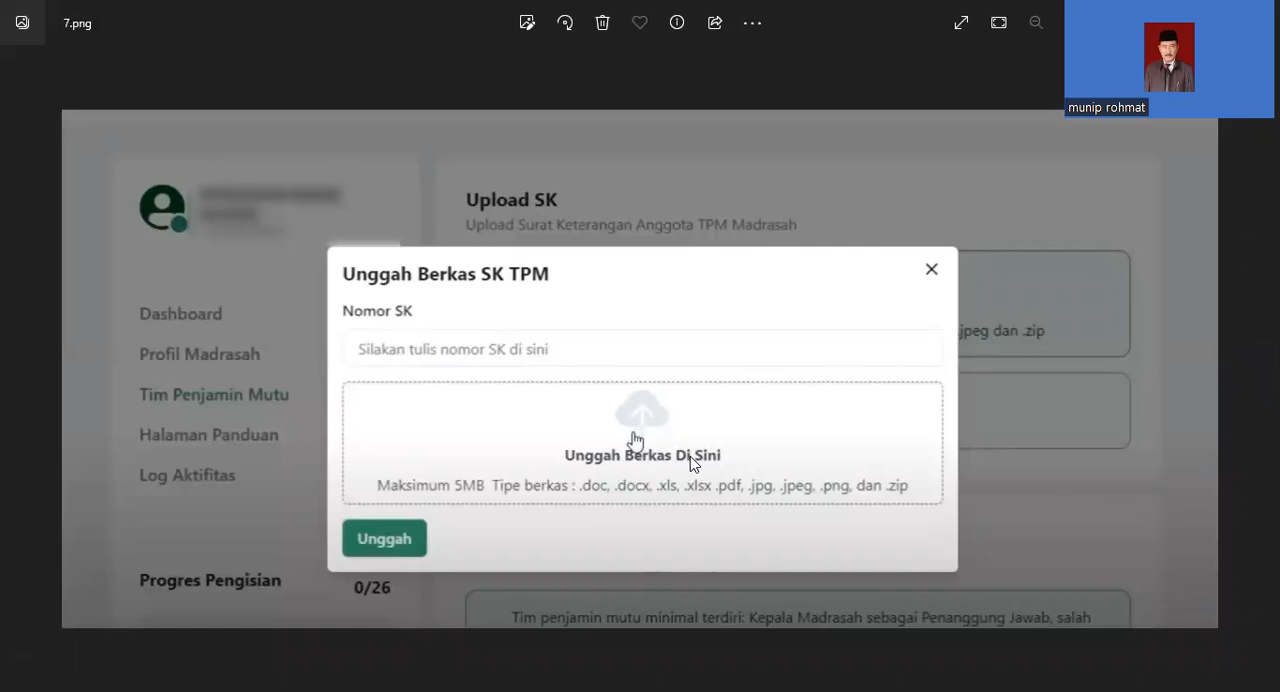 7.png
munip rohmat
Upload SK
Upload Surat Keterangan Anggota TPM Madrasah
Unggah Berkas SK TPM
Nomor SK
Silakan tulis nomor SK di sini
Unggah Berkas Di Sini
Maksimum 5MB Tipe berkas : .doc, .docx, .xls, .xlsx .pdf, .jpg, .jpeg, .png, dan .zip
Unggah
.jpeg dan .zip
Dashboard
Profil Madrasah
Tim Penjamin Mutu
Halaman Panduan
Log Aktifitas
Progres Pengisian
0/26
Tim penjamin mutu minimal terdiri: Kepala Madrasah sebagai Penanggung Jawab, salah